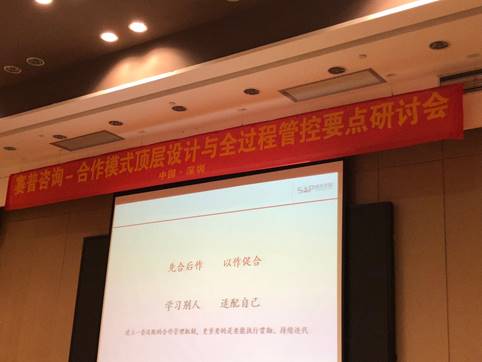 赛普咨询-合作模式顶层设计与全过程管控要点研讨会
中国·深圳
先合后作 以作促合
学习别人 适配自己